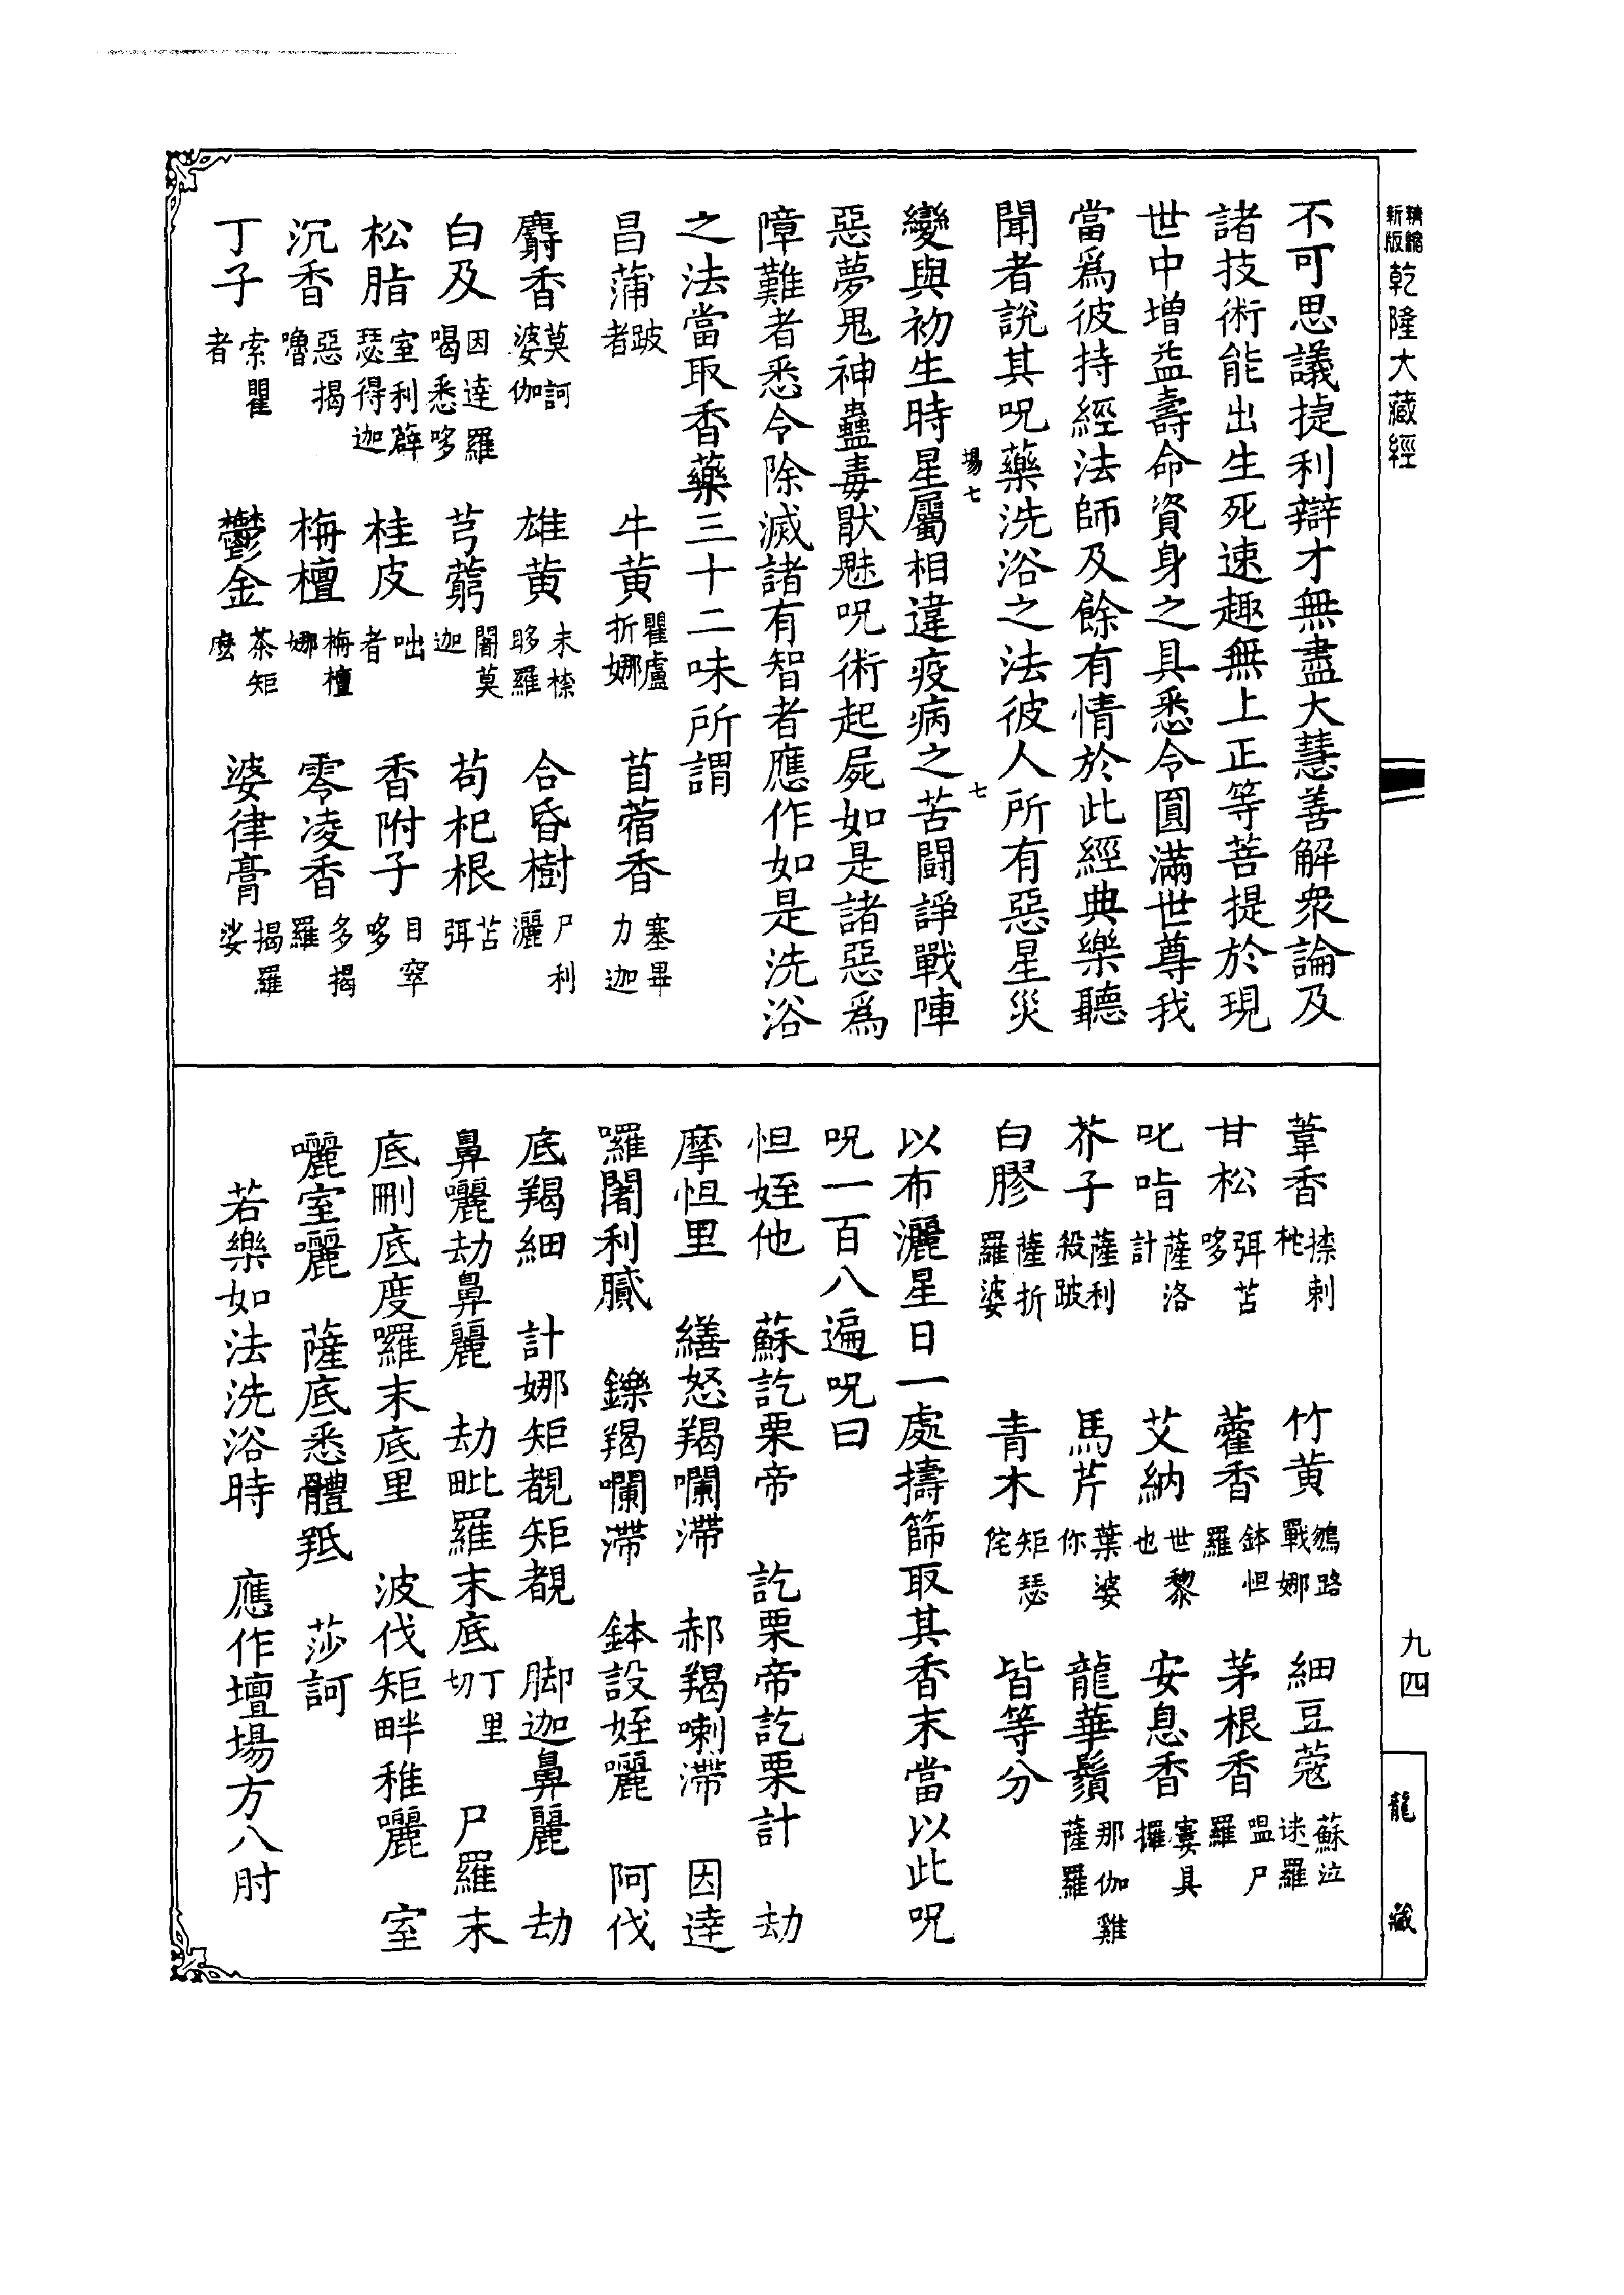 精縮新版乾隆大藏經
不可思議捷利辯才無盡大慧善解衆論及
諸技術能出生死速趣無上正等菩提於現
世中增益壽命資身之具悉令圓滿世尊我
當爲彼持經法師及餘有情於此經典樂聽
聞者說其呪藥洗浴之法彼人所有惡星災
場七 七
變與初生時星屬相違疫病之苦鬪諍戰陣
惡夢鬼神蠱毒猒魅呪術起屍如是諸惡爲
障難者悉令除滅諸有智者應作如是洗浴
之法當取香藥三十二味所謂
昌蒲跛者 牛黄瞿盧折娜 苜蓿香塞畢力迦
麝香莫訶婆伽 雄黄末㮈眵羅 合昏樹尸利灑
白及因達羅喝悉哆 芎藭闍莫迦 苟杞根苫弭
松脂室利薜瑟得迦 桂皮咄者 香附子目窣哆
沉香惡揭嚕 栴檀栴檀娜 零凌香多揭羅
丁子索瞿者 鬱金茶矩麼 婆律膏揭羅娑
葦香㮈剌柁 竹黄鶹路戰娜 細豆蔻蘇泣迷羅
甘松弭苫哆 藿香鉢怛羅 茅根香嗢尸羅
叱㫮薩洛計 艾納世黎也 安息香窶具攞
芥子薩利殺跛 馬芹葉婆你 龍華鬚那伽雞薩羅
白膠薩折羅婆 青木矩瑟侘 皆等分
以布灑星日一處擣篩取其香末當以此呪
呪一百八遍呪曰
怛姪他 蘇訖栗帝 訖栗帝訖栗計 劫
摩怛里 繕怒羯囒滯 郝羯喇滯 因達
囉闍利膩 鑠羯囒滯 鉢設姪麗 阿伐
底羯細 計娜矩覩矩覩 脚迦鼻麗 劫
鼻囇劫鼻麗 劫毗羅末底丁里切 尸羅末
底刪底度囉末底里 波伐矩畔稚囇 室
囇室囇 薩底悉體羝 莎訶
若樂如法洗浴時 應作壇場方八肘
九四
龍藏